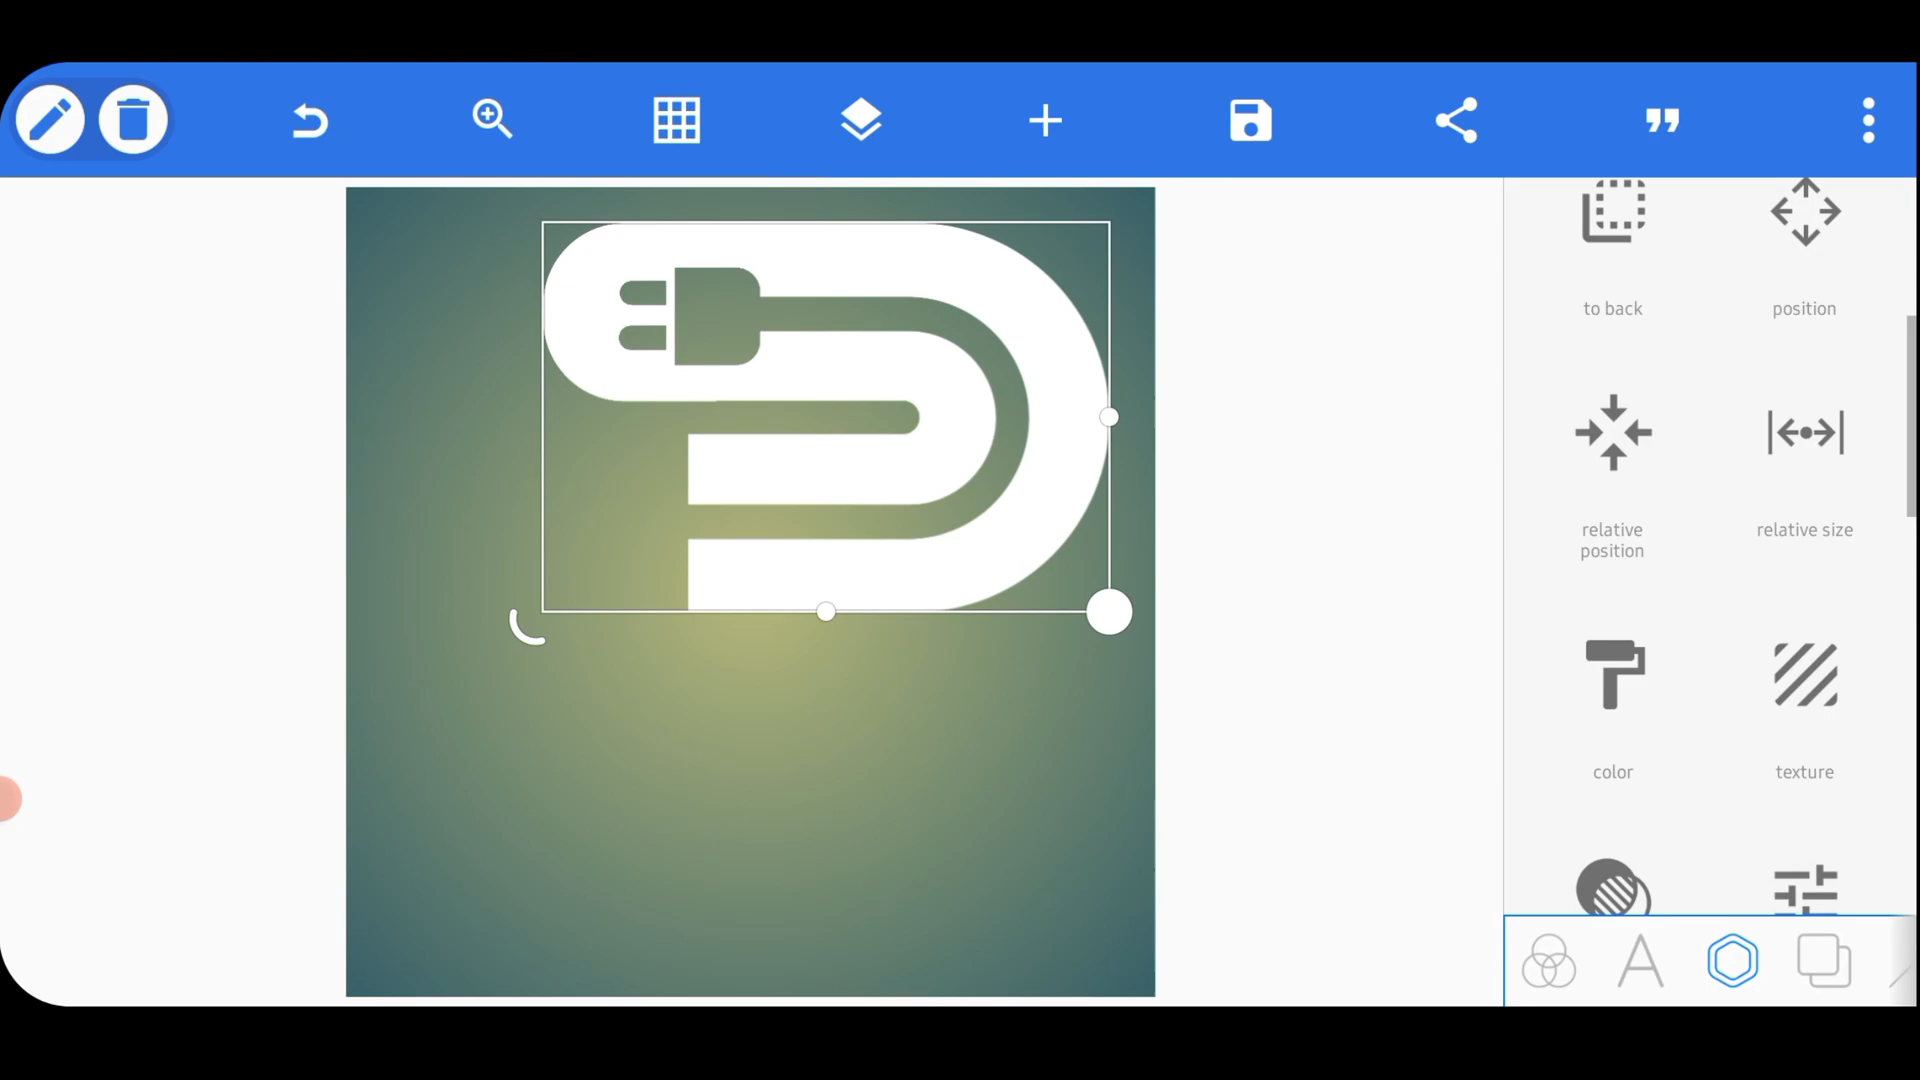 to back
position
relative
position
relative size
color
texture